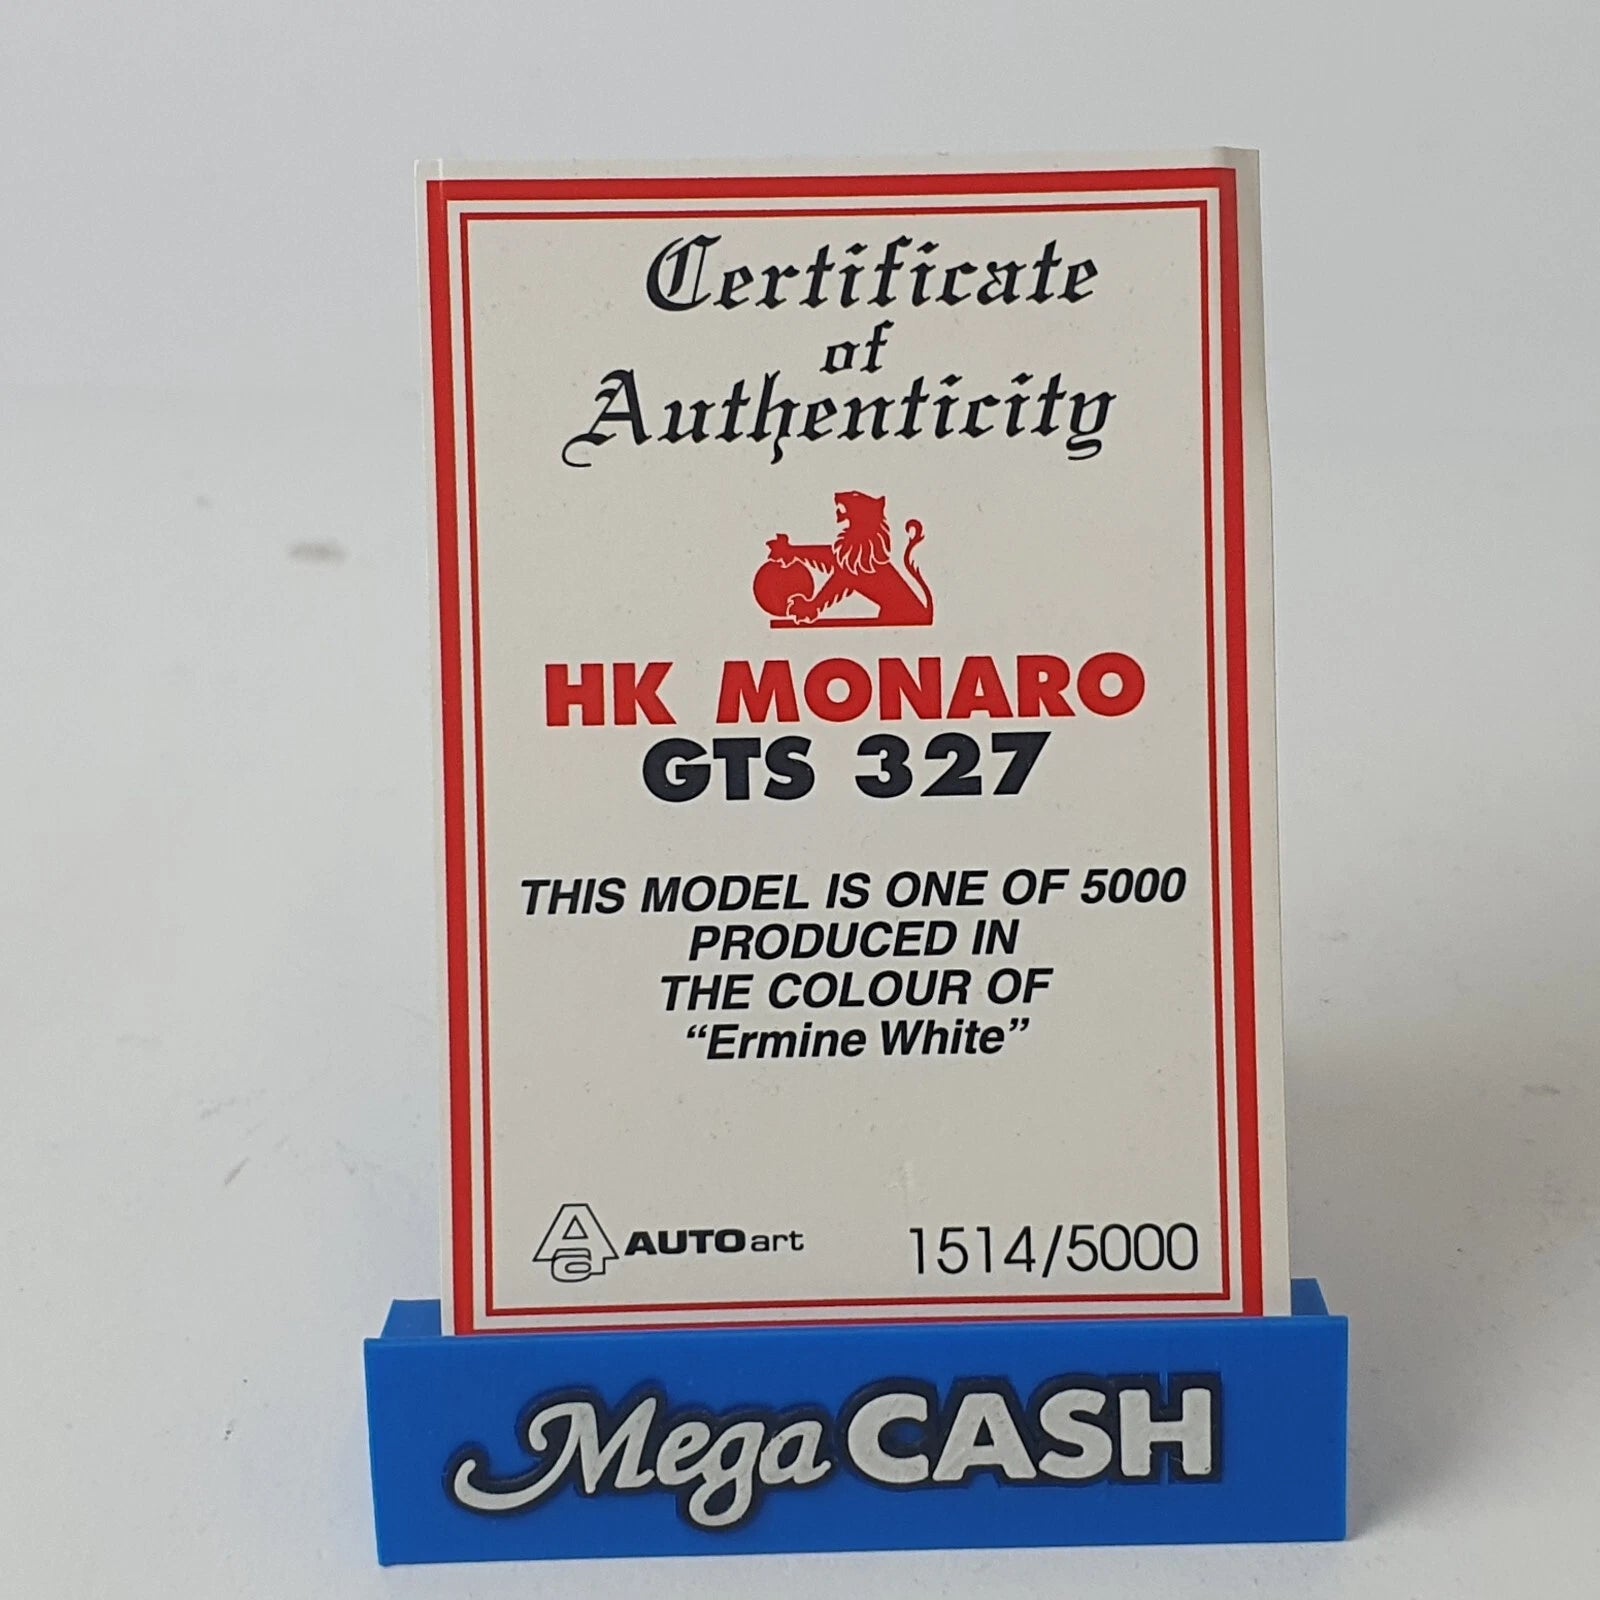 Certificate
of
Authenticity
HK MONARO
GTS 327
THIS MODEL IS ONE OF 5000
PRODUCED IN
THE COLOUR OF
“Ermine White”
Aa AUTOart 1514/5000
Mega CASH